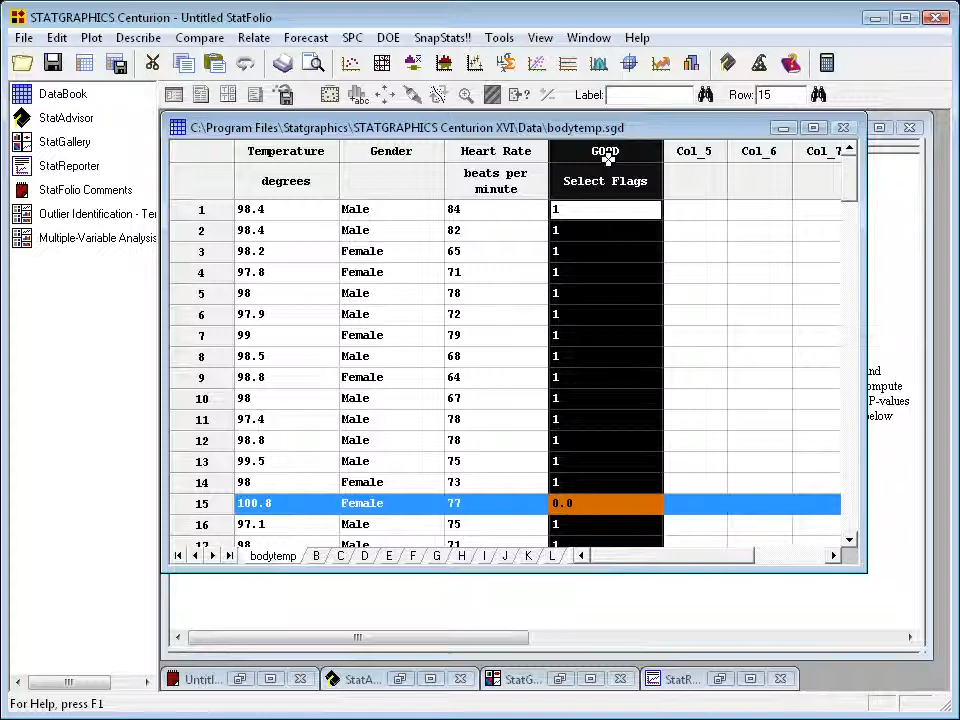 STATGRAPHICS Centurion - Untitled StatFolio
File Edit Plot Describe Compare Relate Forecast SPC DOE SnapStats!! Tools View Window Help
Label: Row: 15
DataBook
StatAdvisor
StatGallery
StatReporter
StatFolio Comments
Outlier Identification - Te
Multiple-Variable Analysis
C:\Program Files\Statgraphics\STATGRAPHICS Centurion XVI\Data\bodytemp.sgd
Temperature Gender Heart Rate GOOD Col_5 Col_6 Col_7
degrees beats per minute Select Flags
1 98.4 Male 84 1
2 98.4 Male 82 1
3 98.2 Female 65 1
4 97.8 Female 71 1
5 98 Male 78 1
6 97.9 Male 72 1
7 99 Female 79 1
8 98.5 Male 68 1
9 98.8 Female 64 1
10 98 Male 67 1
11 97.4 Male 78 1
12 98.8 Male 78 1
13 99.5 Male 75 1
14 98 Male 73 1
15 100.8 Female 77 0.0
16 97.1 Male 75 1
17 98 Male 71 1
nd
ompute
P-values
elow
bodytemp B C D E F G H I J K L
Untitl... StatA... StatG... StatR...
For Help, press F1